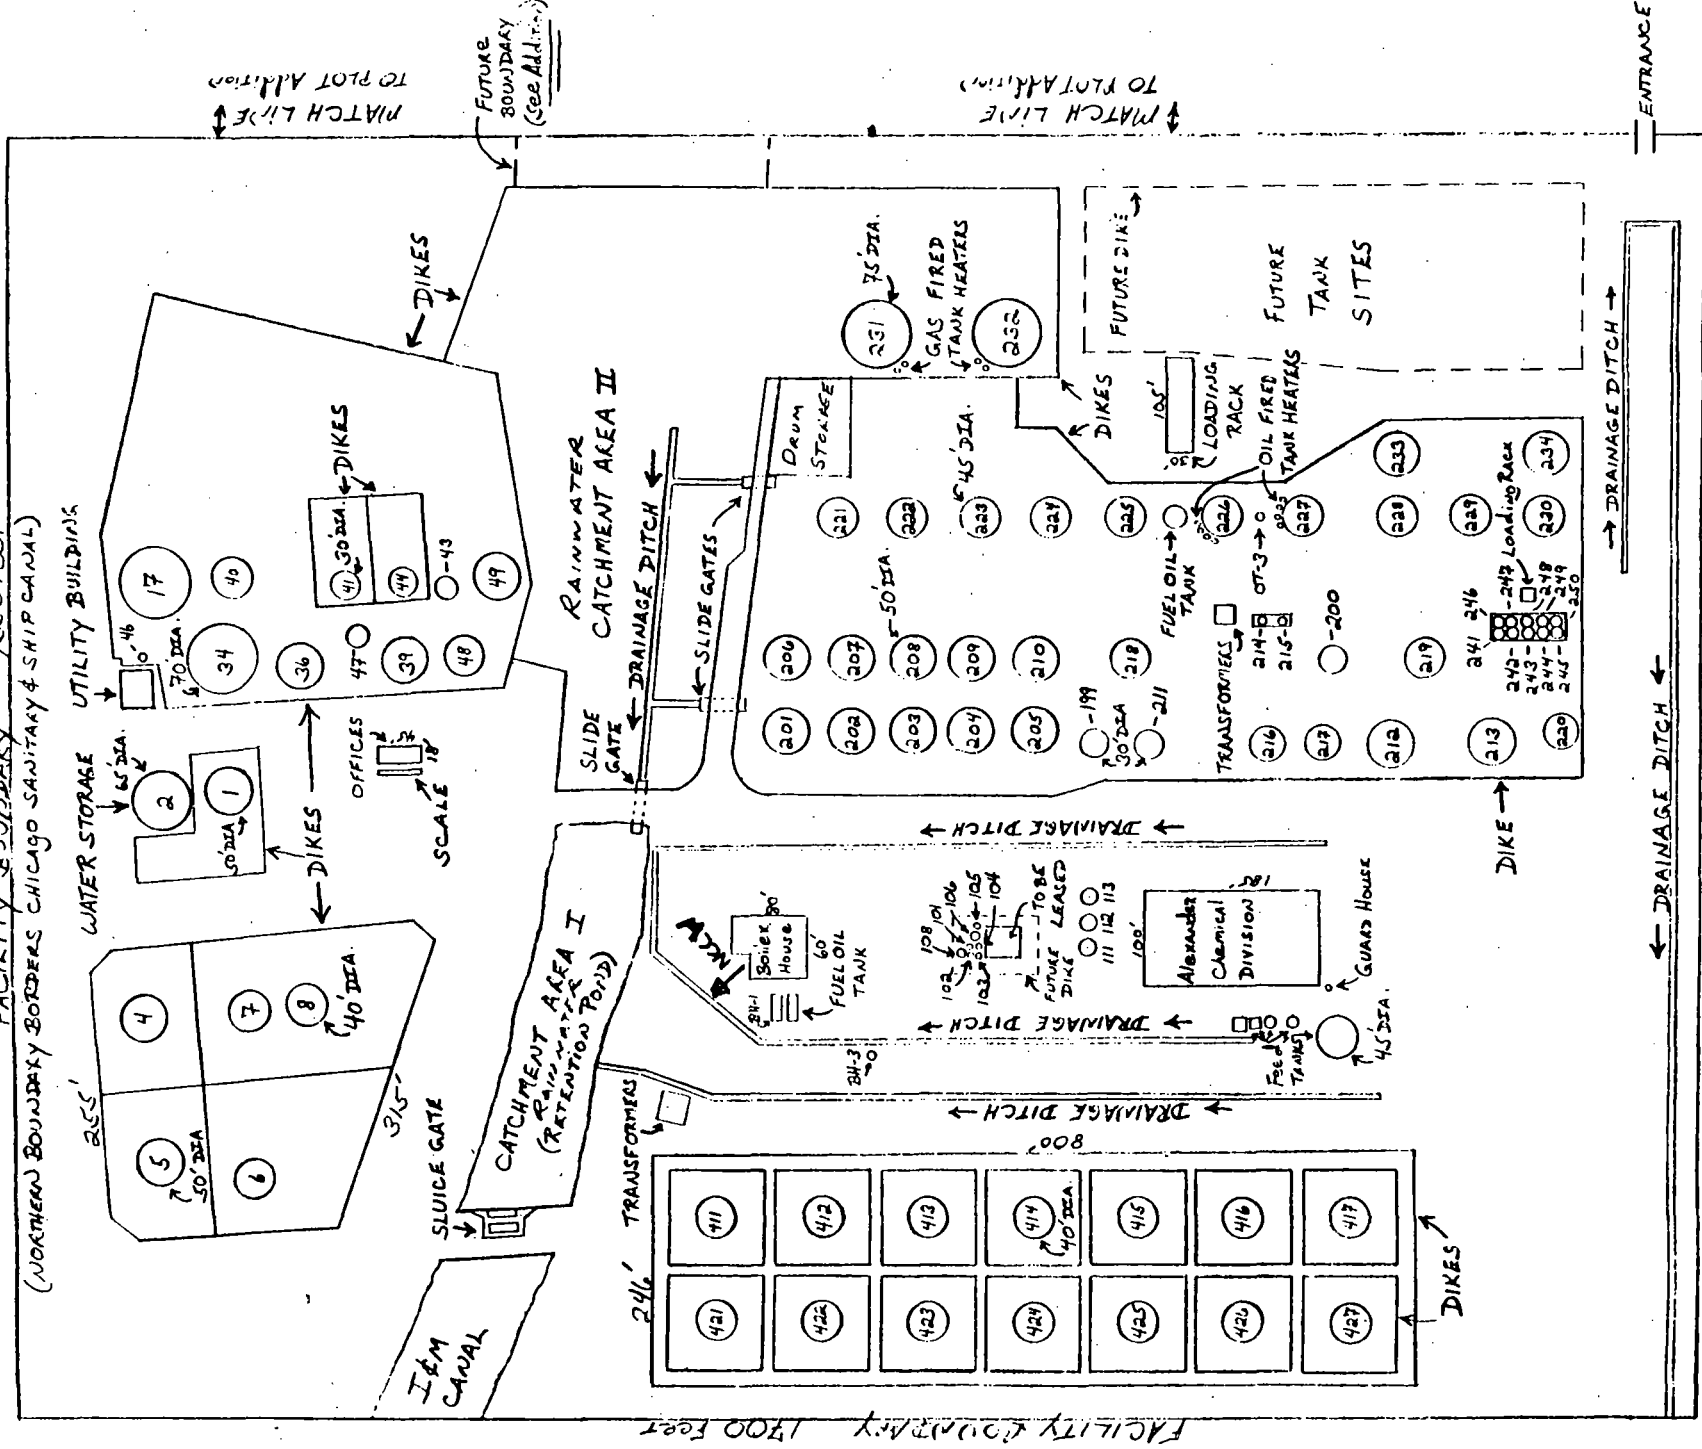 FACILITY BOUNDARY
(NORTHERN BOUNDARY BORDERS CHICAGO SANITARY & SHIP CANAL)
MATCH LINE
TO PLOT Addition
FUTURE
BOUNDARY
(see Addition)
MATCH LINE
TO PLOT Addition
ENTRANCE
UTILITY BUILDING
WATER STORAGE
65' DIA.
2
1
50' DIA
DIKES
70' DIA.
46
17
40
34
36
41
30' DIA.
44
43
49
47
39
48
DIKES
DIKES
OFFICES
18'
SCALE
255'
4
7
8
40' DIA.
5
50' DIA
6
315'
SLUICE GATE
I & M
CANAL
CATCHMENT AREA I
(RAINWATER
RETENTION POND)
SLIDE
GATE
RAINWATER
CATCHMENT AREA II
DRAINAGE DITCH
SLIDE GATES
DRUM
STORAGE
231
75' DIA.
GAS FIRED
TANK HEATERS
232
FUTURE DIKE
FUTURE
TANK
SITES
DIKES
105'
LOADING
RACK
OIL FIRED
TANK HEATERS
221
222
223
45' DIA.
224
225
226
227
228
229
230
233
234
FUEL OIL
TANK
OT-3
LOADING RACK
206
207
208
50' DIA.
209
210
218
TRANSFORMERS
214
215
200
219
241
246
242
243
244
245
247
248
249
250
201
202
203
204
205
199
30' DIA
211
216
217
212
213
220
DIKE
DRAINAGE DITCH
DRAINAGE DITCH
DRAINAGE DITCH
NEW
Boiler
House
80'
60'
FUEL OIL
TANK
BH-1
BH-3
108
101
106
105
104
102
103
TO BE
LEASED
FUTURE
DIKE
111
112
113
100'
185'
Alexander
Chemical
DIVISION
GUARD HOUSE
Feed
TANKS
45' DIA.
DRAINAGE DITCH
DRAINAGE DITCH
TRANSFORMERS
246'
800'
411
412
413
414
40' DIA.
415
416
417
421
422
423
424
425
426
427
DIKES
FACILITY BOUNDARY 1700 Feet